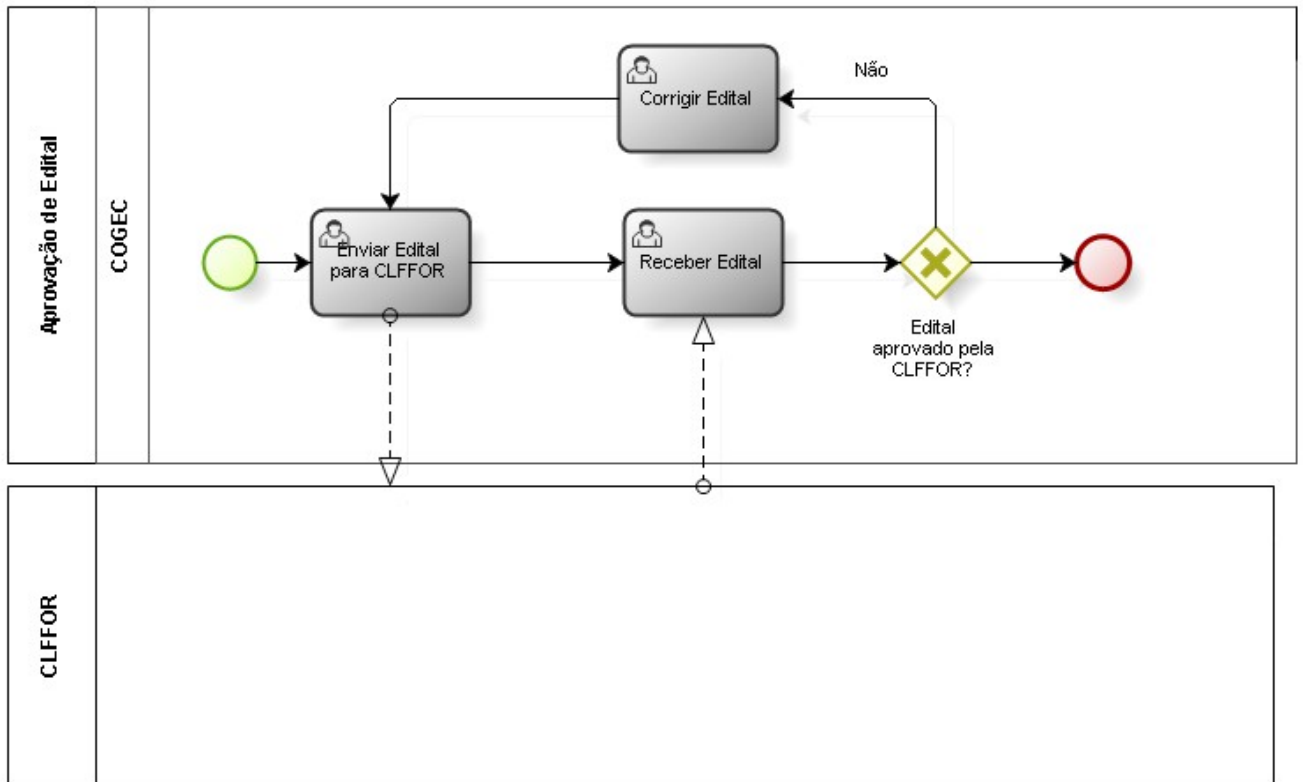 Aprovação de Edital
COGEC
Não
Corrigir Edital
Enviar Edital
para CLFFOR
Receber Edital
Edital
aprovado pela
CLFFOR?
CLFFOR